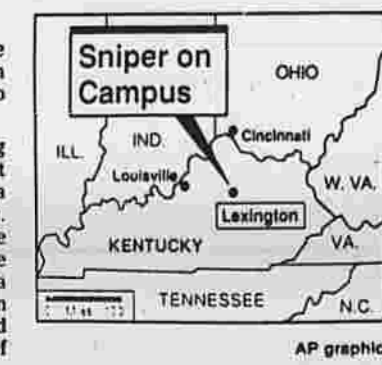 Sniper on
Campus
OHIO
ILL.
IND.
Cincinnati
Louisville
W. VA.
Lexington
KENTUCKY
VA.
TENNESSEE
N.C.
AP graphic